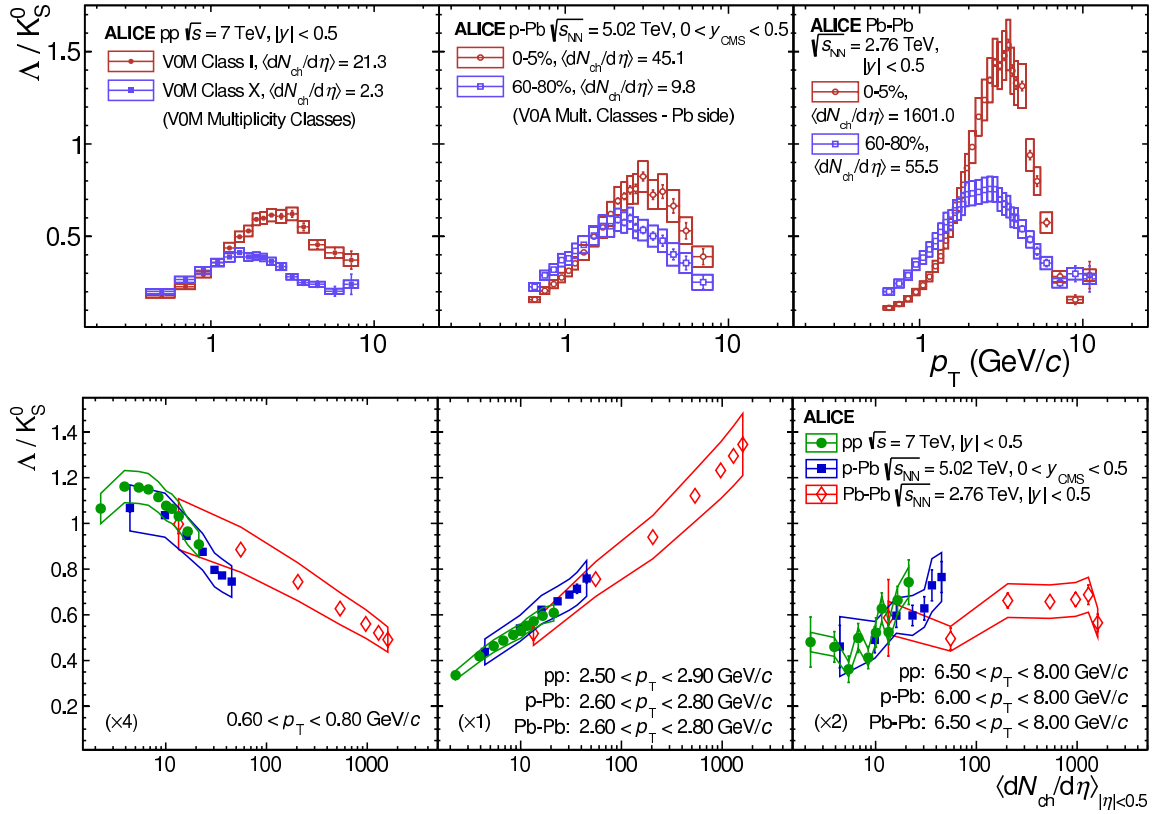 Λ / K⁰_S
1.5
1
0.5
ALICE pp √s = 7 TeV, |y| < 0.5
V0M Class I, ⟨dN_ch/dη⟩ = 21.3
V0M Class X, ⟨dN_ch/dη⟩ = 2.3
(V0M Multiplicity Classes)
1 10
ALICE p-Pb √s_NN = 5.02 TeV, 0 < y_CMS < 0.5
0-5%, ⟨dN_ch/dη⟩ = 45.1
60-80%, ⟨dN_ch/dη⟩ = 9.8
(V0A Mult. Classes - Pb side)
1 10
ALICE Pb-Pb
√s_NN = 2.76 TeV,
|y| < 0.5
0-5%,
⟨dN_ch/dη⟩ = 1601.0
60-80%,
⟨dN_ch/dη⟩ = 55.5
1 10
p_T (GeV/c)
Λ / K⁰_S
1.4
1.2
1
0.8
0.6
0.4
0.2
(×4) 0.60 < p_T < 0.80 GeV/c
10 100 1000
pp: 2.50 < p_T < 2.90 GeV/c
p-Pb: 2.60 < p_T < 2.80 GeV/c
(×1)
Pb-Pb: 2.60 < p_T < 2.80 GeV/c
10 100 1000
ALICE
pp √s = 7 TeV, |y| < 0.5
p-Pb √s_NN = 5.02 TeV, 0 < y_CMS < 0.5
Pb-Pb √s_NN = 2.76 TeV, |y| < 0.5
pp: 6.50 < p_T < 8.00 GeV/c
p-Pb: 6.00 < p_T < 8.00 GeV/c
(×2)
Pb-Pb: 6.50 < p_T < 8.00 GeV/c
10 100 1000
⟨dN_ch/dη⟩_|η|<0.5